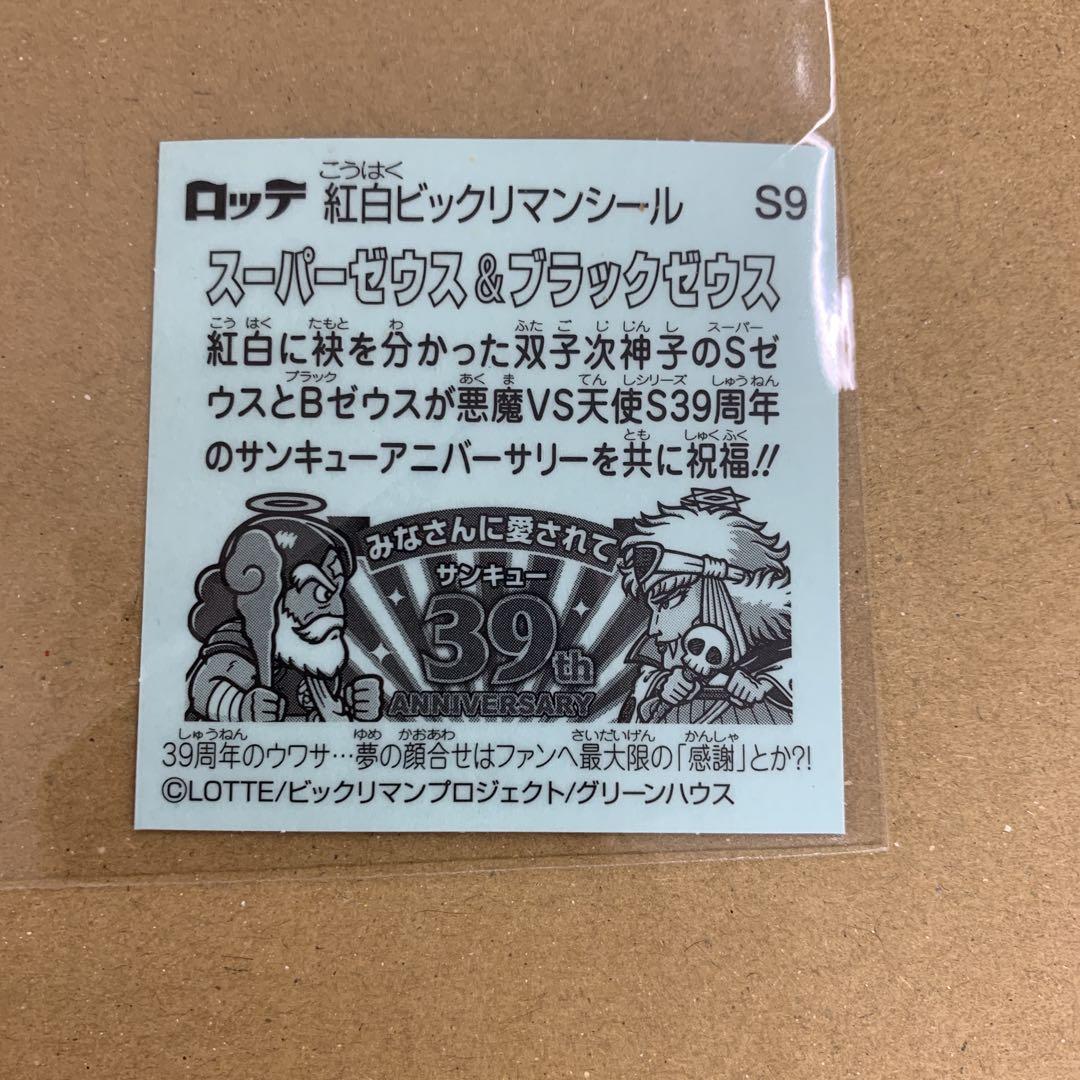 ロッテ 紅白ビックリマンシール S9
こうはく
スーパーゼウス&ブラックゼウス
こうはく たもと わ ふたごじじんし スーパー
紅白に袂を分かった双子次神子のSゼ
ブラック あくま てんしシリーズ しゅうねん
ウスとBゼウスが悪魔VS天使S39周年
とも しゅくふく
のサンキューアニバーサリーを共に祝福!!
みなさんに愛されて
サンキュー
39th
ANNIVERSARY
しゅうねん ゆめ かおあわ さいだいげん かんしゃ
39周年のウワサ…夢の顔合せはファンへ最大限の「感謝」とか?!
©LOTTE/ビックリマンプロジェクト/グリーンハウス